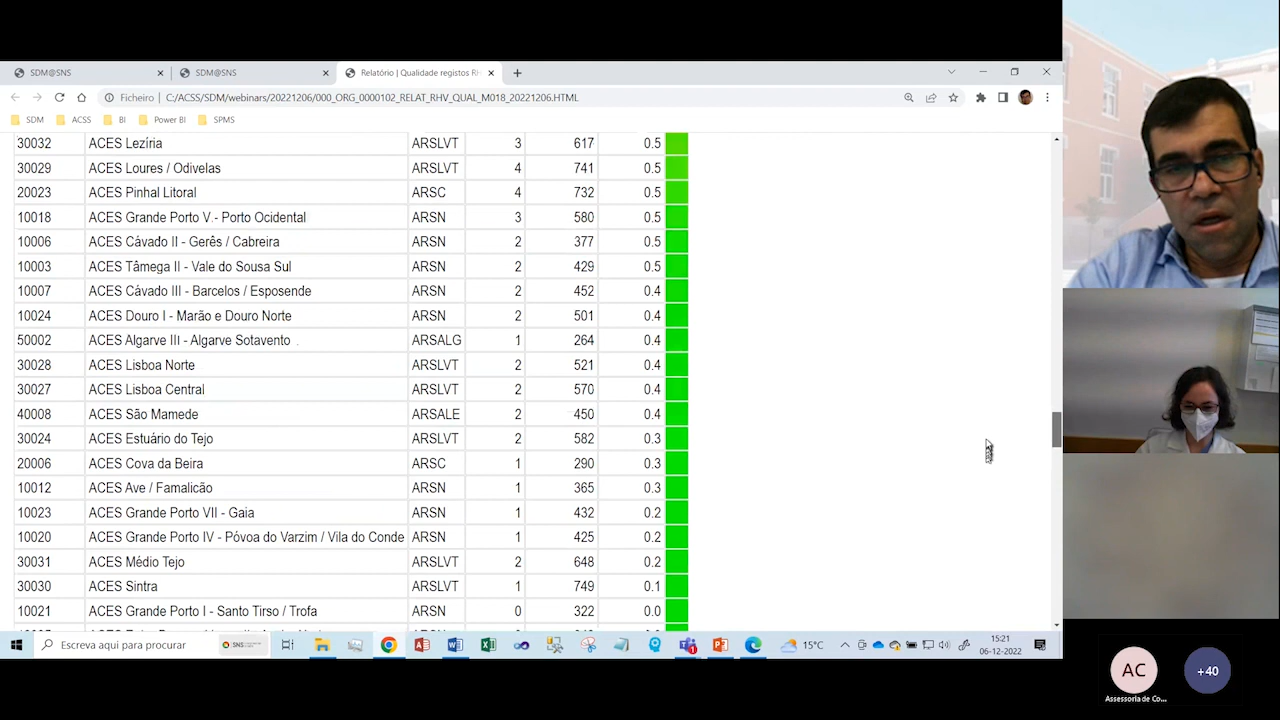 SDM@SNS
SDM@SNS
Relatório | Qualidade registos RH
Ficheiro | C:/ACSS/SDM/webinars/20221206/000_ORG_0000102_RELAT_RHV_QUAL_M018_20221206.HTML
SDM ACSS BI Power BI SPMS
30032 ACES Lezíria ARSLVT 3 617 0.5
30029 ACES Loures / Odivelas ARSLVT 4 741 0.5
20023 ACES Pinhal Litoral ARSC 4 732 0.5
10018 ACES Grande Porto V.- Porto Ocidental ARSN 3 580 0.5
10006 ACES Cávado II - Gerês / Cabreira ARSN 2 377 0.5
10003 ACES Tâmega II - Vale do Sousa Sul ARSN 2 429 0.5
10007 ACES Cávado III - Barcelos / Esposende ARSN 2 452 0.4
10024 ACES Douro I - Marão e Douro Norte ARSN 2 501 0.4
50002 ACES Algarve III - Algarve Sotavento ARSALG 1 264 0.4
30028 ACES Lisboa Norte ARSLVT 2 521 0.4
30027 ACES Lisboa Central ARSLVT 2 570 0.4
40008 ACES São Mamede ARSALE 2 450 0.4
30024 ACES Estuário do Tejo ARSLVT 2 582 0.3
20006 ACES Cova da Beira ARSC 1 290 0.3
10012 ACES Ave / Famalicão ARSN 1 365 0.3
10023 ACES Grande Porto VII - Gaia ARSN 1 432 0.2
10020 ACES Grande Porto IV - Póvoa do Varzim / Vila do Conde ARSN 1 425 0.2
30031 ACES Médio Tejo ARSLVT 2 648 0.2
30030 ACES Sintra ARSLVT 1 749 0.1
10021 ACES Grande Porto I - Santo Tirso / Trofa ARSN 0 322 0.0
Escreva aqui para procurar
SNS
15°C
15:21
06-12-2022
AC
+40
Assessoria de Co...